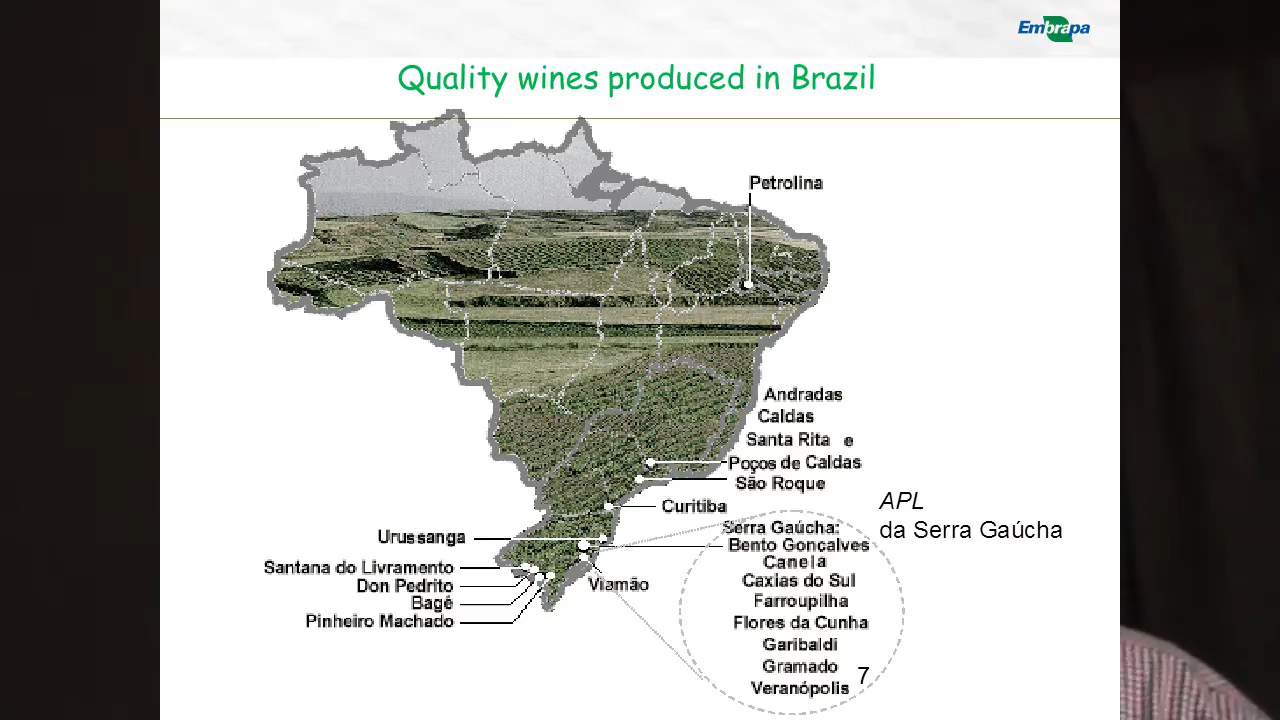 Embrapa
Quality wines produced in Brazil
Petrolina
Andradas
Caldas
Santa Rita e
Poços de Caldas
São Roque
Curitiba
APL
da Serra Gaúcha
Serra Gaúcha:
Bento Gonçalves
Canela
Caxias do Sul
Farroupilha
Flores da Cunha
Garibaldi
Gramado
Veranópolis
7
Urussanga
Santana do Livramento
Don Pedrito
Bagé
Pinheiro Machado
Viamão